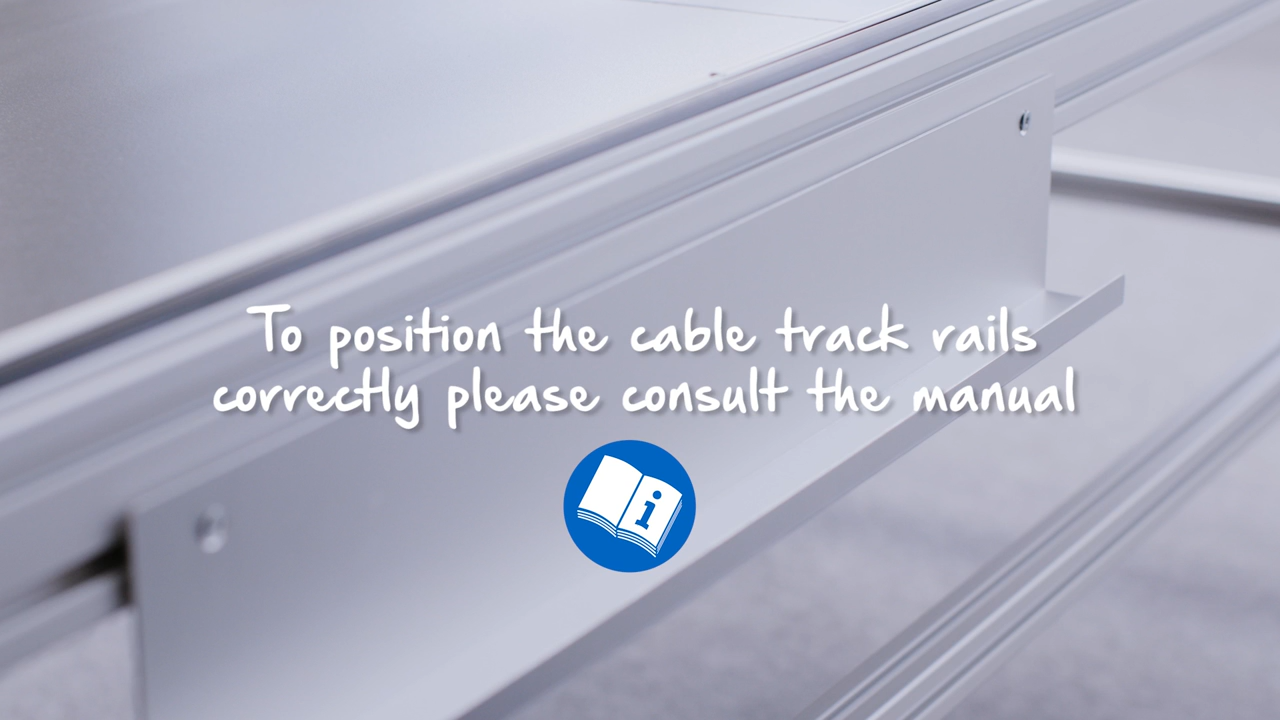 To position the cable track rails
correctly please consult the manual
i